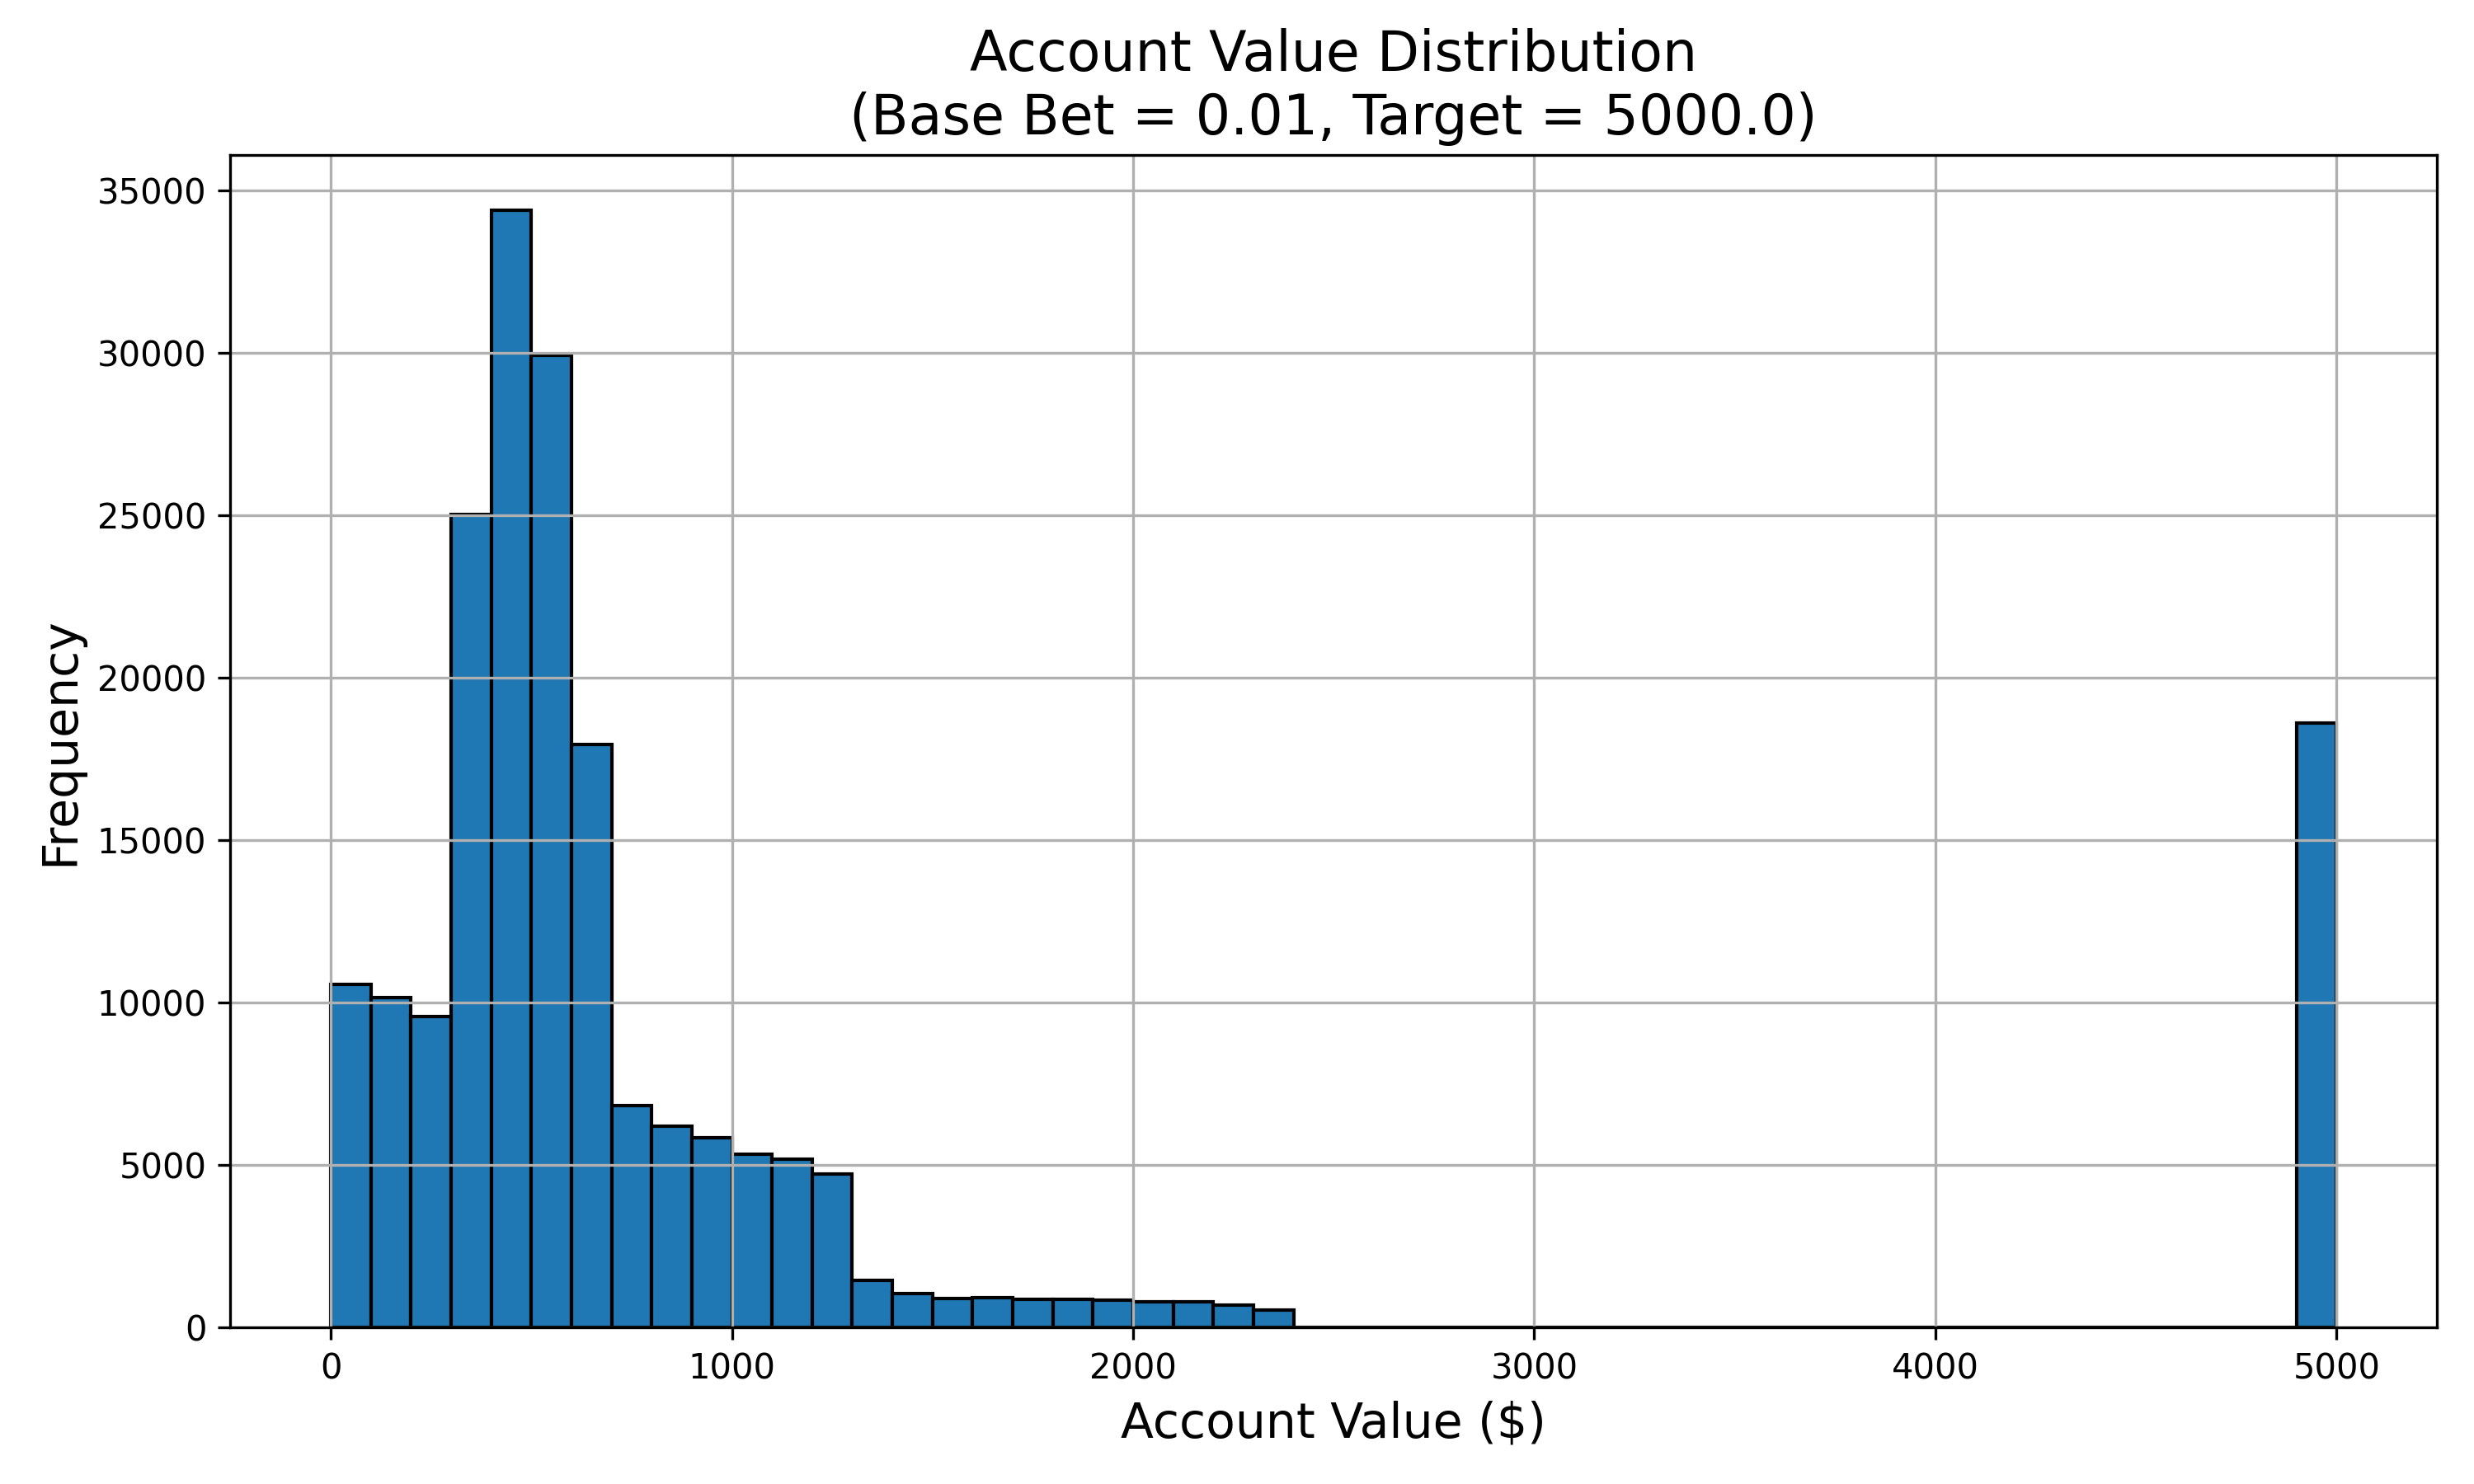 Account Value Distribution
(Base Bet = 0.01, Target = 5000.0)
35000
30000
25000
20000
15000
10000
5000
0
Frequency
0 1000 2000 3000 4000 5000
Account Value ($)